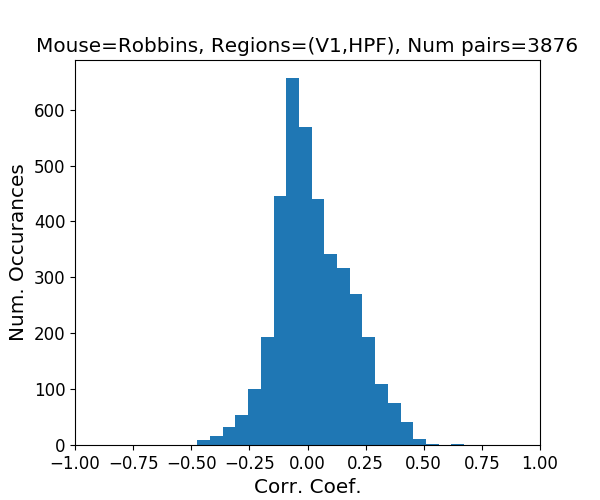 Mouse=Robbins, Regions=(V1,HPF), Num pairs=3876
600
500
400
300
200
100
0
Num. Occurances
−1.00 −0.75 −0.50 −0.25 0.00 0.25 0.50 0.75 1.00
Corr. Coef.